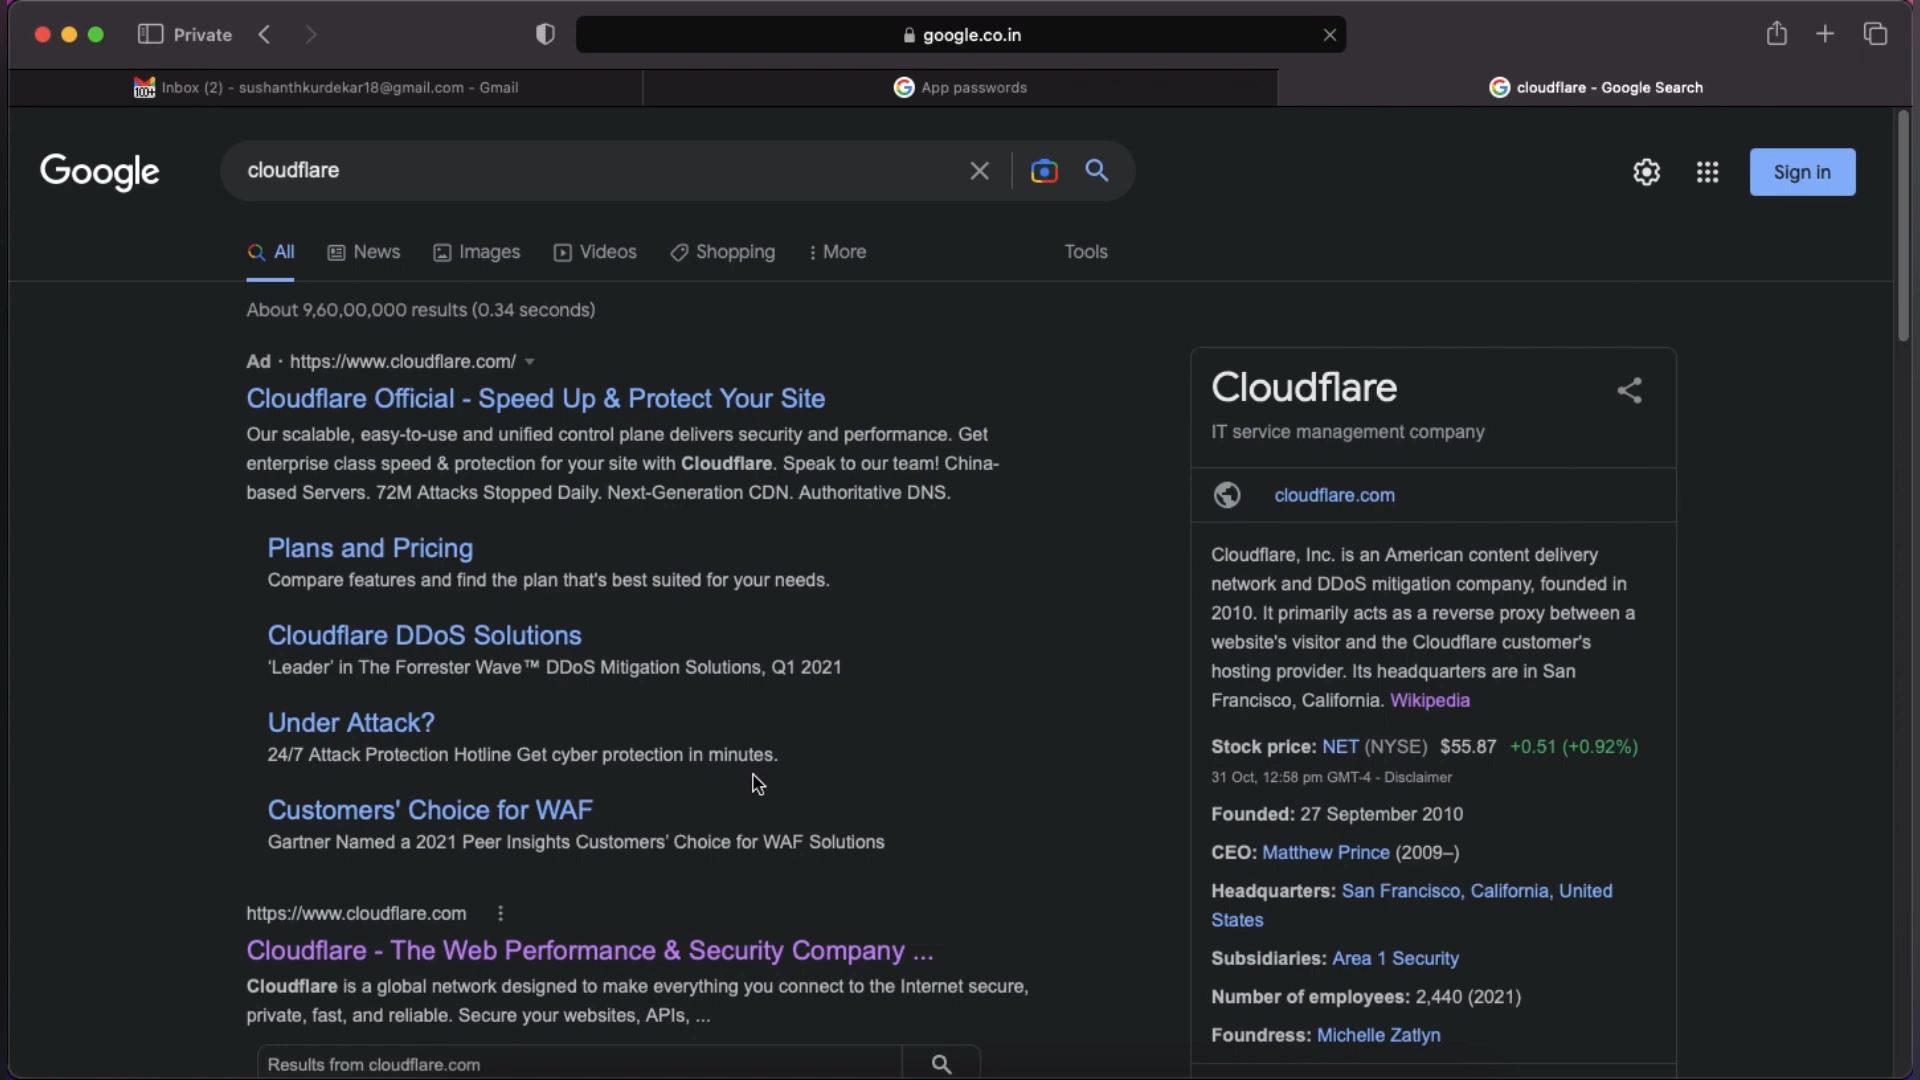 Private
google.co.in
Inbox (2) - sushanthkurdekar18@gmail.com - Gmail
App passwords
cloudflare - Google Search
Google
cloudflare
Sign in
All
News
Images
Videos
Shopping
More
Tools
About 9,60,00,000 results (0.34 seconds)
Ad · https://www.cloudflare.com/
Cloudflare Official - Speed Up & Protect Your Site
Our scalable, easy-to-use and unified control plane delivers security and performance. Get
enterprise class speed & protection for your site with Cloudflare. Speak to our team! China-
based Servers. 72M Attacks Stopped Daily. Next-Generation CDN. Authoritative DNS.
Plans and Pricing
Compare features and find the plan that's best suited for your needs.
Cloudflare DDoS Solutions
'Leader' in The Forrester Wave™ DDoS Mitigation Solutions, Q1 2021
Under Attack?
24/7 Attack Protection Hotline Get cyber protection in minutes.
Customers' Choice for WAF
Gartner Named a 2021 Peer Insights Customers' Choice for WAF Solutions
https://www.cloudflare.com
Cloudflare - The Web Performance & Security Company ...
Cloudflare is a global network designed to make everything you connect to the Internet secure,
private, fast, and reliable. Secure your websites, APIs, ...
Results from cloudflare.com
Cloudflare
IT service management company
cloudflare.com
Cloudflare, Inc. is an American content delivery
network and DDoS mitigation company, founded in
2010. It primarily acts as a reverse proxy between a
website's visitor and the Cloudflare customer's
hosting provider. Its headquarters are in San
Francisco, California. Wikipedia
Stock price: NET (NYSE) $55.87 +0.51 (+0.92%)
31 Oct, 12:58 pm GMT-4 - Disclaimer
Founded: 27 September 2010
CEO: Matthew Prince (2009–)
Headquarters: San Francisco, California, United
States
Subsidiaries: Area 1 Security
Number of employees: 2,440 (2021)
Foundress: Michelle Zatlyn